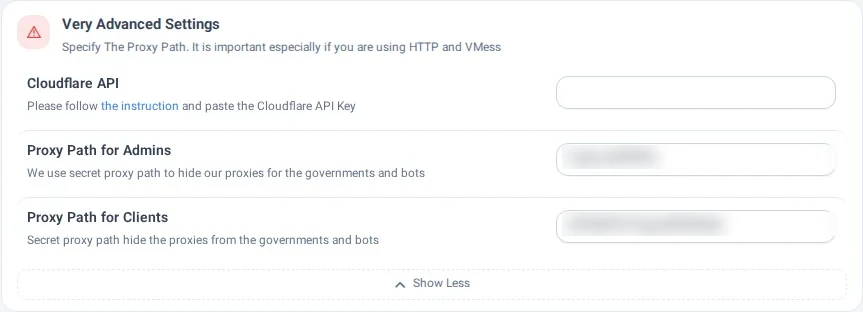 Very Advanced Settings
Specify The Proxy Path. It is important especially if you are using HTTP and VMess
Cloudflare API
Please follow the instruction and paste the Cloudflare API Key
Proxy Path for Admins
We use secret proxy path to hide our proxies for the governments and bots
Proxy Path for Clients
Secret proxy path hide the proxies from the governments and bots
Show Less